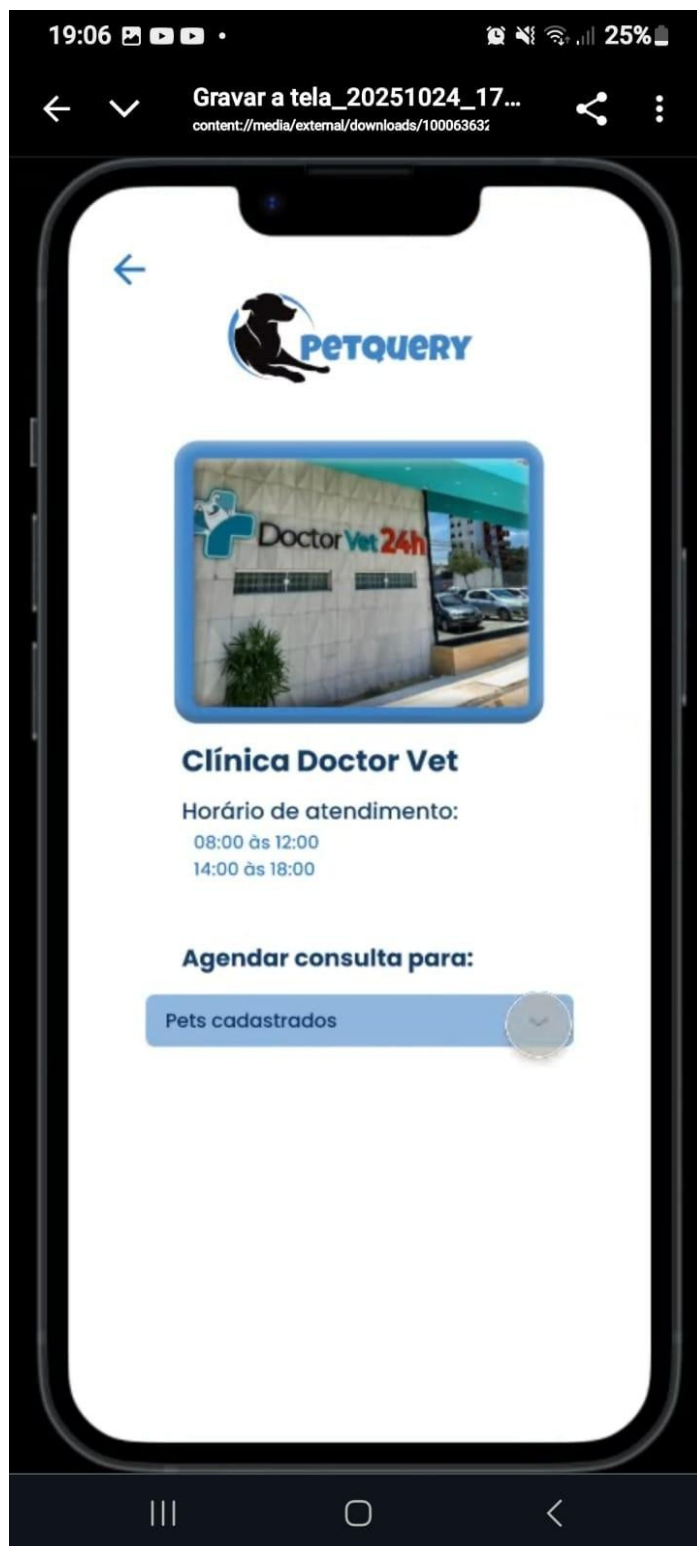 19:06
25%
Gravar a tela_20251024_17...
content://media/external/downloads/100063632
PETQUERY
Doctor Vet 24h
Clínica Doctor Vet
Horário de atendimento:
08:00 às 12:00
14:00 às 18:00
Agendar consulta para:
Pets cadastrados